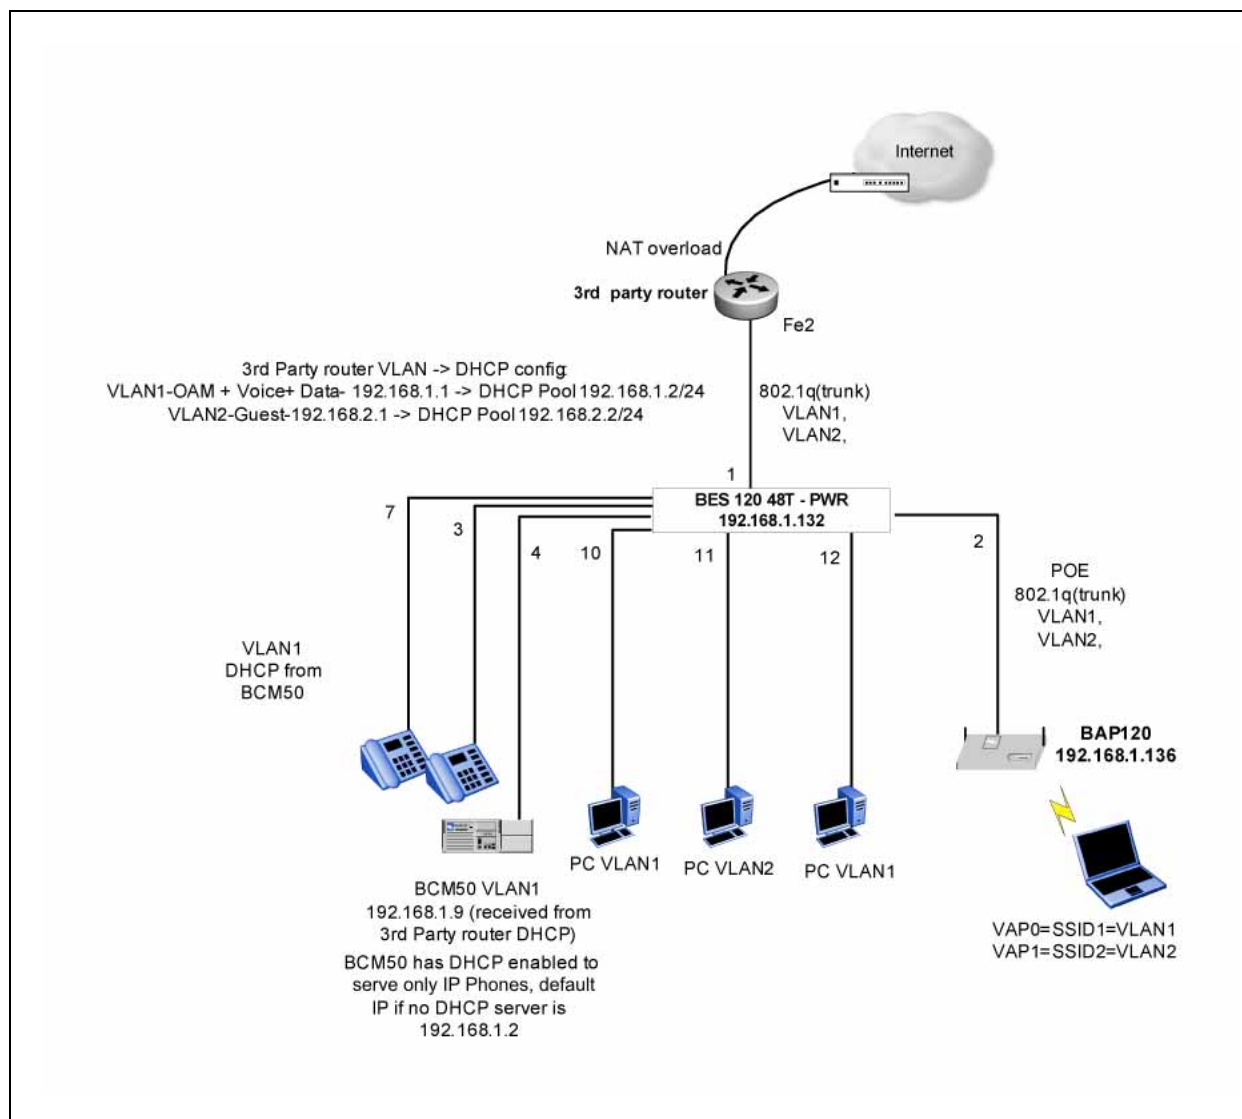 Internet
NAT overload
3rd party router
Fe2
3rd Party router VLAN -> DHCP config:
VLAN1-OAM + Voice+ Data- 192.168.1.1 -> DHCP Pool 192.168.1.2/24
VLAN2-Guest-192.168.2.1 -> DHCP Pool 192.168.2.2/24
802.1q(trunk)
VLAN1,
VLAN2,
1
BES 120 48T - PWR
192.168.1.132
7
3
4
10
11
12
2
POE
802.1q(trunk)
VLAN1,
VLAN2,
VLAN1
DHCP from
BCM50
BAP120
192.168.1.136
PC VLAN1
PC VLAN2
PC VLAN1
BCM50 VLAN1
192.168.1.9 (received from
3rd Party router DHCP)
BCM50 has DHCP enabled to
serve only IP Phones, default
IP if no DHCP server is
192.168.1.2
VAP0=SSID1=VLAN1
VAP1=SSID2=VLAN2